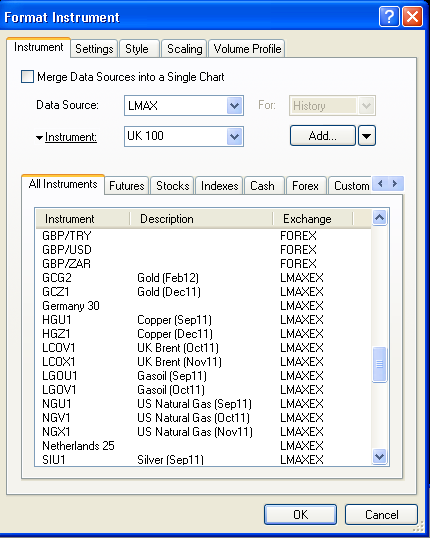 Format Instrument
Instrument Settings Style Scaling Volume Profile
Merge Data Sources into a Single Chart
Data Source: LMAX For: History
Instrument: UK 100 Add...
All Instruments Futures Stocks Indexes Cash Forex Custom
Instrument Description Exchange
GBP/TRY FOREX
GBP/USD FOREX
GBP/ZAR FOREX
GCG2 Gold (Feb12) LMAXEX
GCZ1 Gold (Dec11) LMAXEX
Germany 30 LMAXEX
HGU1 Copper (Sep11) LMAXEX
HGZ1 Copper (Dec11) LMAXEX
LCOV1 UK Brent (Oct11) LMAXEX
LCOX1 UK Brent (Nov11) LMAXEX
LGOU1 Gasoil (Sep11) LMAXEX
LGOV1 Gasoil (Oct11) LMAXEX
NGU1 US Natural Gas (Sep11) LMAXEX
NGV1 US Natural Gas (Oct11) LMAXEX
NGX1 US Natural Gas (Nov11) LMAXEX
Netherlands 25 LMAXEX
SIU1 Silver (Sep11) LMAXEX
OK Cancel